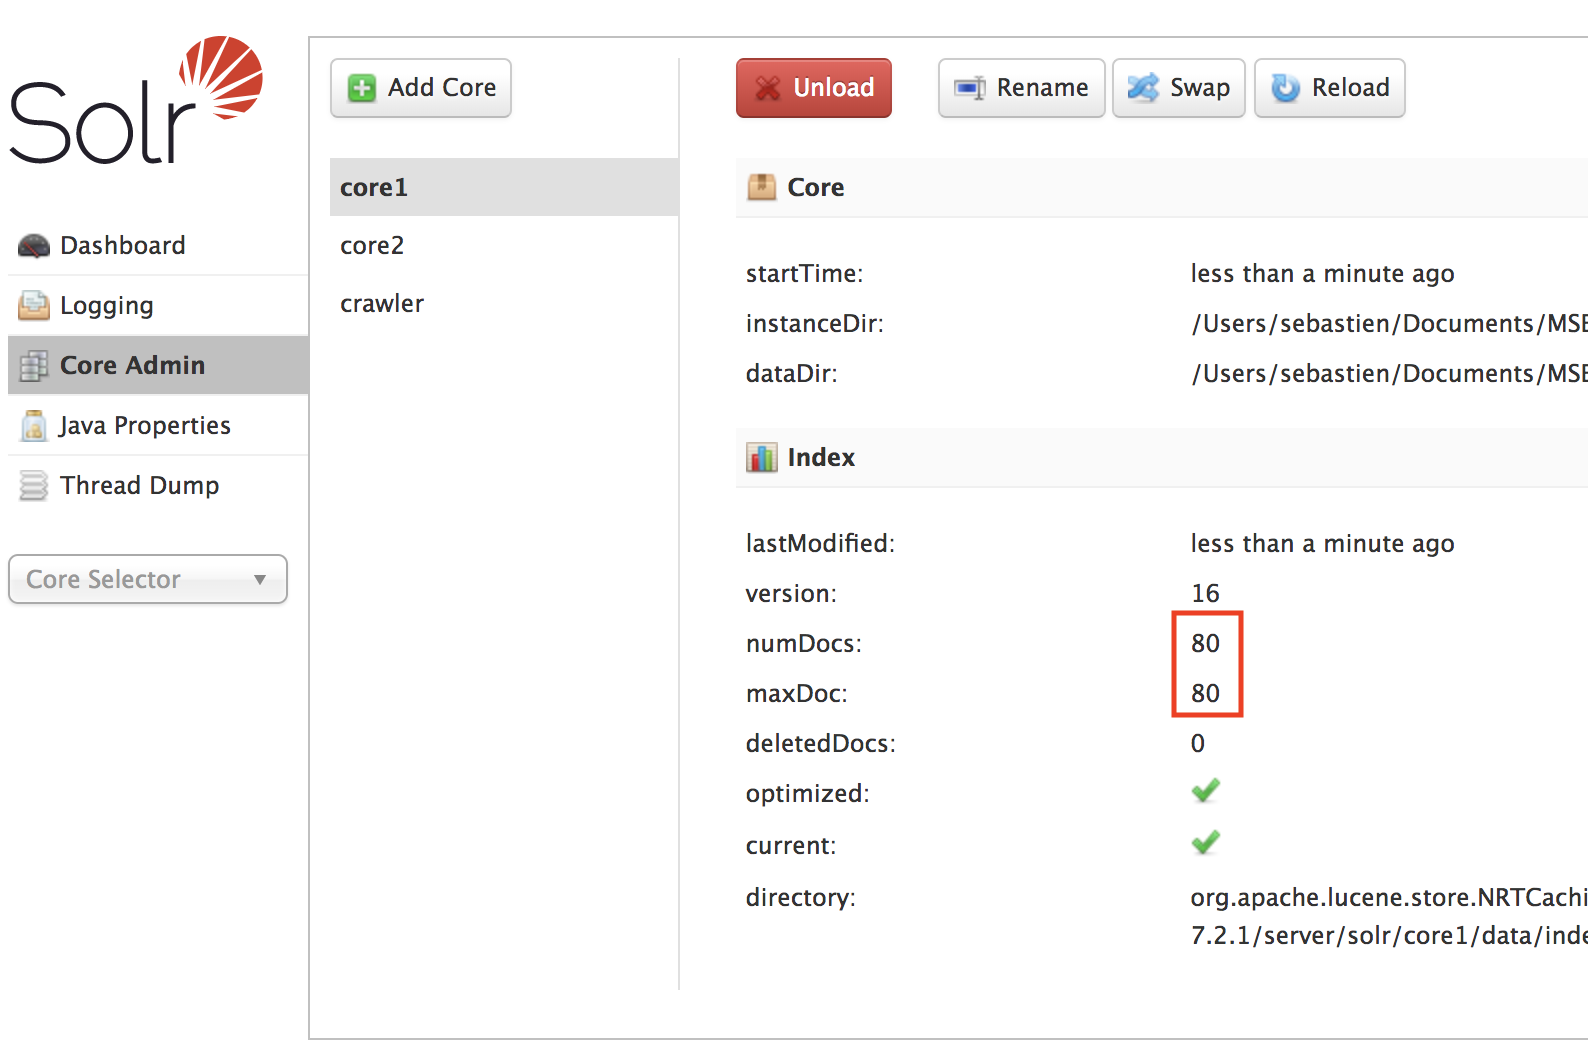 Solr
Dashboard
Logging
Core Admin
Java Properties
Thread Dump
Core Selector
Add Core
core1
core2
crawler
Unload
Rename
Swap
Reload
Core
startTime: less than a minute ago
instanceDir: /Users/sebastien/Documents/MSE
dataDir: /Users/sebastien/Documents/MSE
Index
lastModified: less than a minute ago
version: 16
numDocs: 80
maxDoc: 80
deletedDocs: 0
optimized:
current:
directory: org.apache.lucene.store.NRTCachi
7.2.1/server/solr/core1/data/inde